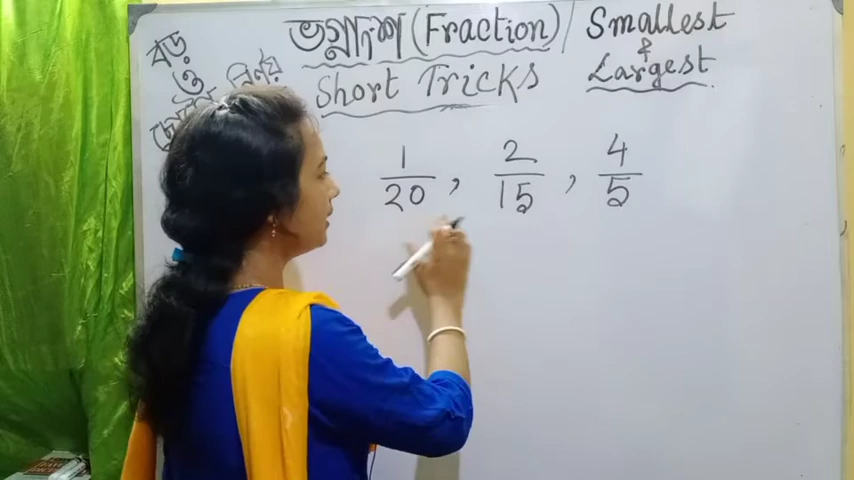 ভগ্নাংশ (Fraction) / Smallest
& 
Short Tricks Largest
বড়
ও
নির্ণয়
1/20 , 2/15 , 4/5